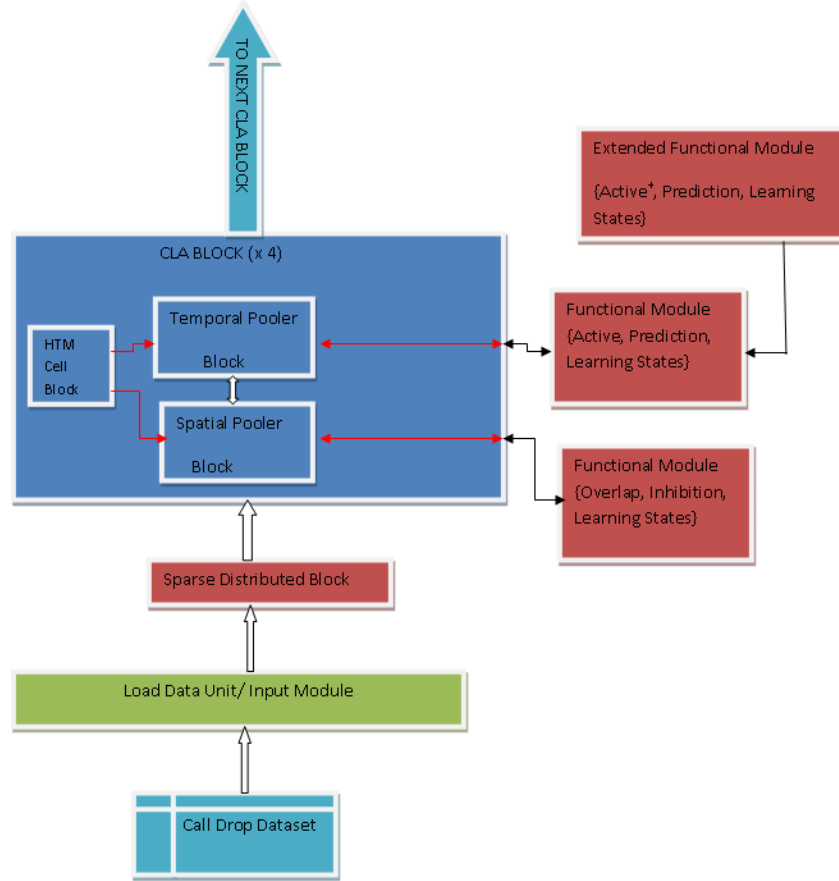 TO NEXT CLA BLOCK
Extended Functional Module
{Active+, Prediction, Learning
States}
CLA BLOCK (x 4)
Temporal Pooler
Block
HTM
Cell
Block
Spatial Pooler
Block
Functional Module
{Active, Prediction,
Learning States}
Functional Module
{Overlap, Inhibition,
Learning States}
Sparse Distributed Block
Load Data Unit/ Input Module
Call Drop Dataset